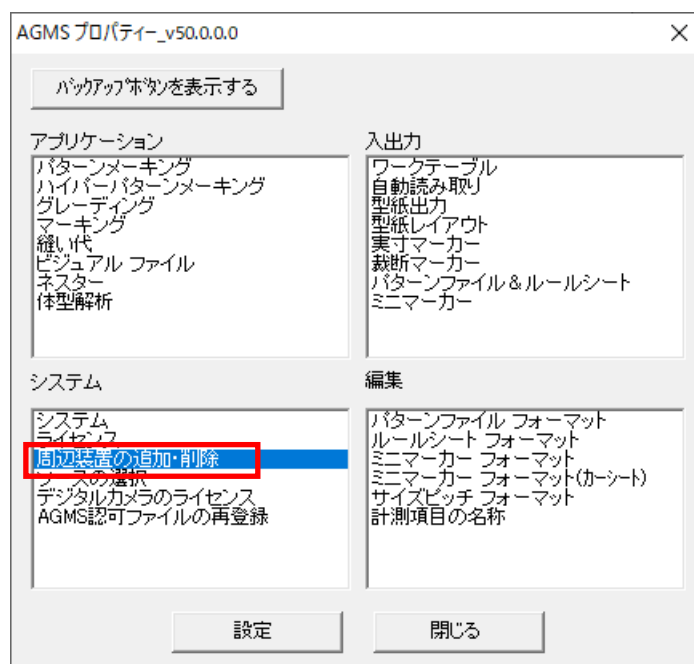 AGMS プロパティー_v50.0.0.0
バックアップボタンを表示する
アプリケーション
パターンメーキング
ハイパーパターンメーキング
グレーディング
マーキング
縫い代
ビジュアル ファイル
ネスター
体型解析
入出力
ワークテーブル
自動読み取り
型紙出力
型紙レイアウト
実寸マーカー
裁断マーカー
パターンファイル&ルールシート
ミニマーカー
システム
システム
ライセンス
周辺装置の追加・削除
ソースの選択
デジタルカメラのライセンス
AGMS認可ファイルの再登録
編集
パターンファイル フォーマット
ルールシート フォーマット
ミニマーカー フォーマット
ミニマーカー フォーマット(カーシート)
サイズピッチ フォーマット
計測項目の名称
設定
閉じる